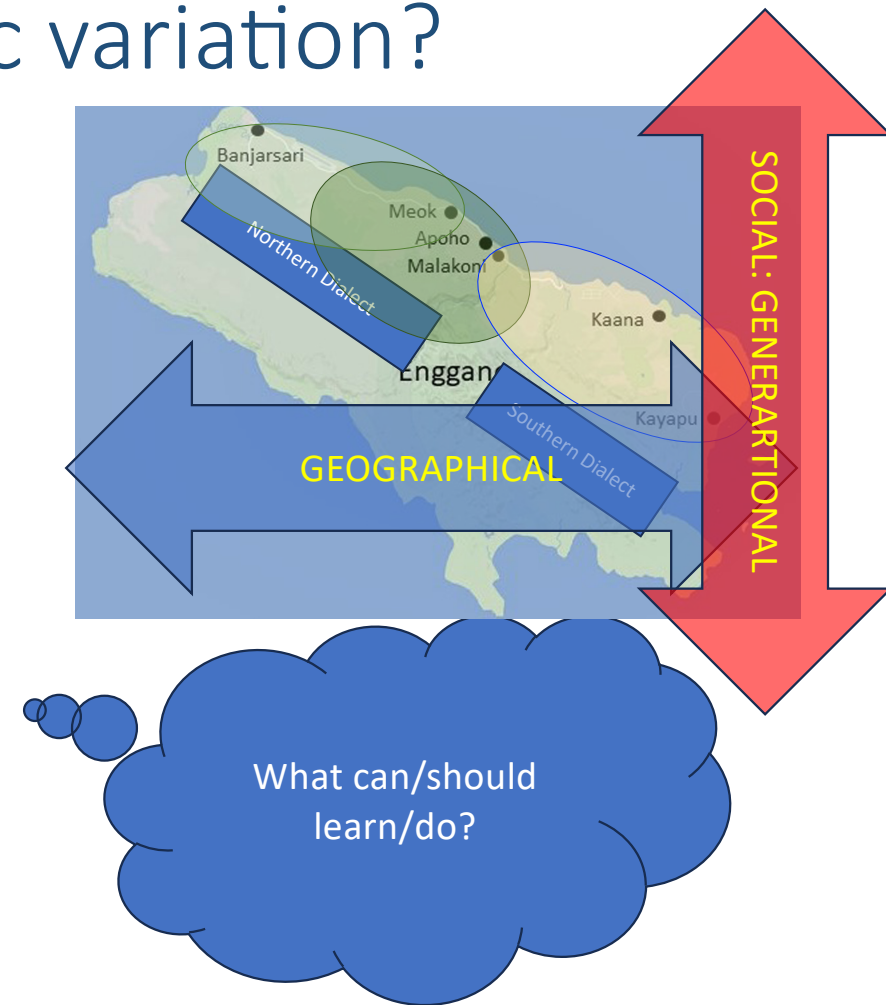 c variation?
Banjarsari
Meok
Apoho
Malakoni
Northern Dialect
Kaana
Enggano
Kayapu
Southern Dialect
GEOGRAPHICAL
SOCIAL: GENERARTIONAL
What can/should
learn/do?